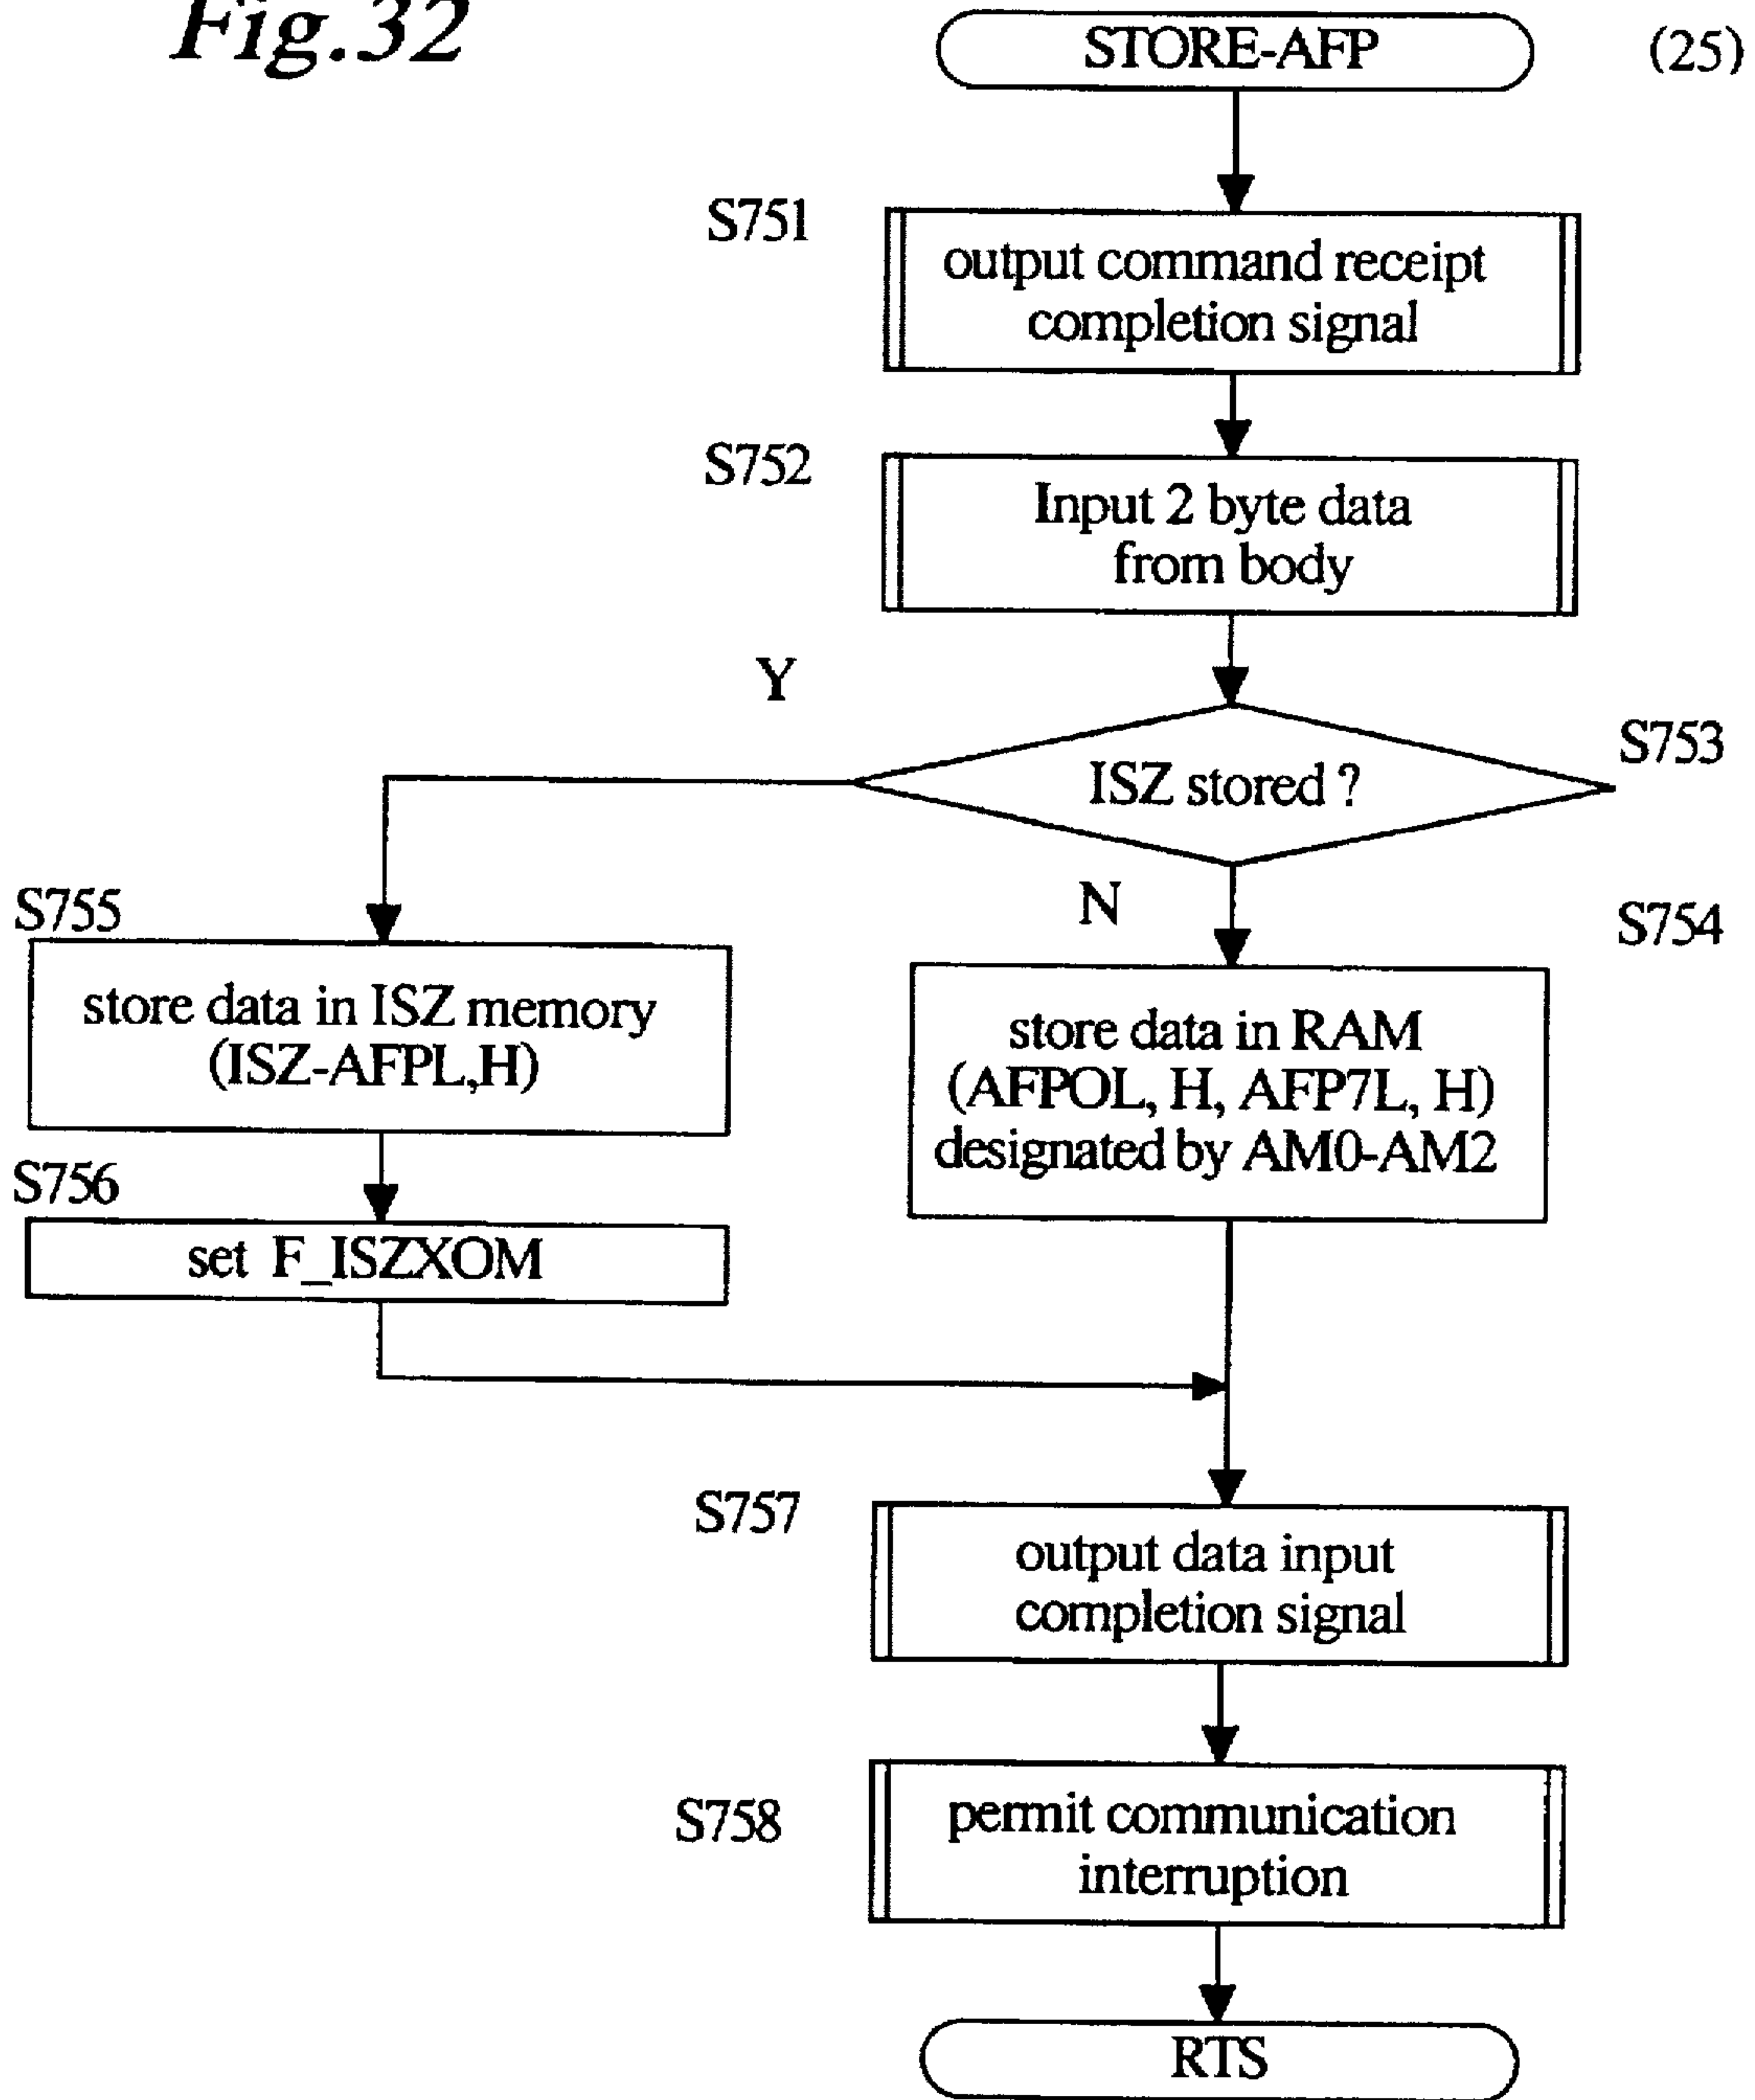 Fig.32
STORE-AFP
(25)
S751
output command receipt
completion signal
S752
Input 2 byte data
from body
Y
S753
ISZ stored ?
N
S755
store data in ISZ memory
(ISZ-AFPL,H)
S754
store data in RAM
(AFPOL, H, AFP7L, H)
designated by AM0-AM2
S756
set F_ISZXOM
S757
output data input
completion signal
S758
permit communication
interruption
RTS